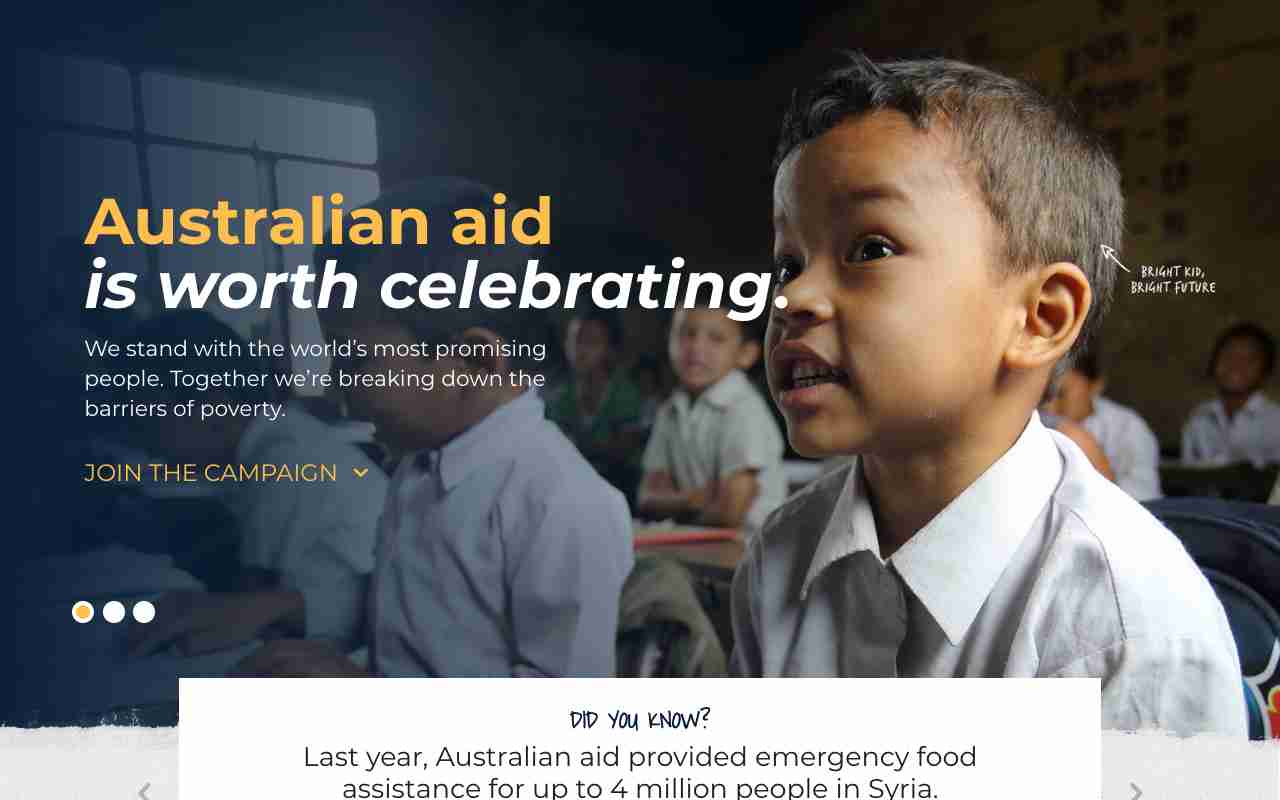 Australian aid
is worth celebrating.
We stand with the world’s most promising
people. Together we’re breaking down the
barriers of poverty.
JOIN THE CAMPAIGN
BRIGHT KID,
BRIGHT FUTURE
DID YOU KNOW?
Last year, Australian aid provided emergency food
assistance for up to 4 million people in Syria.